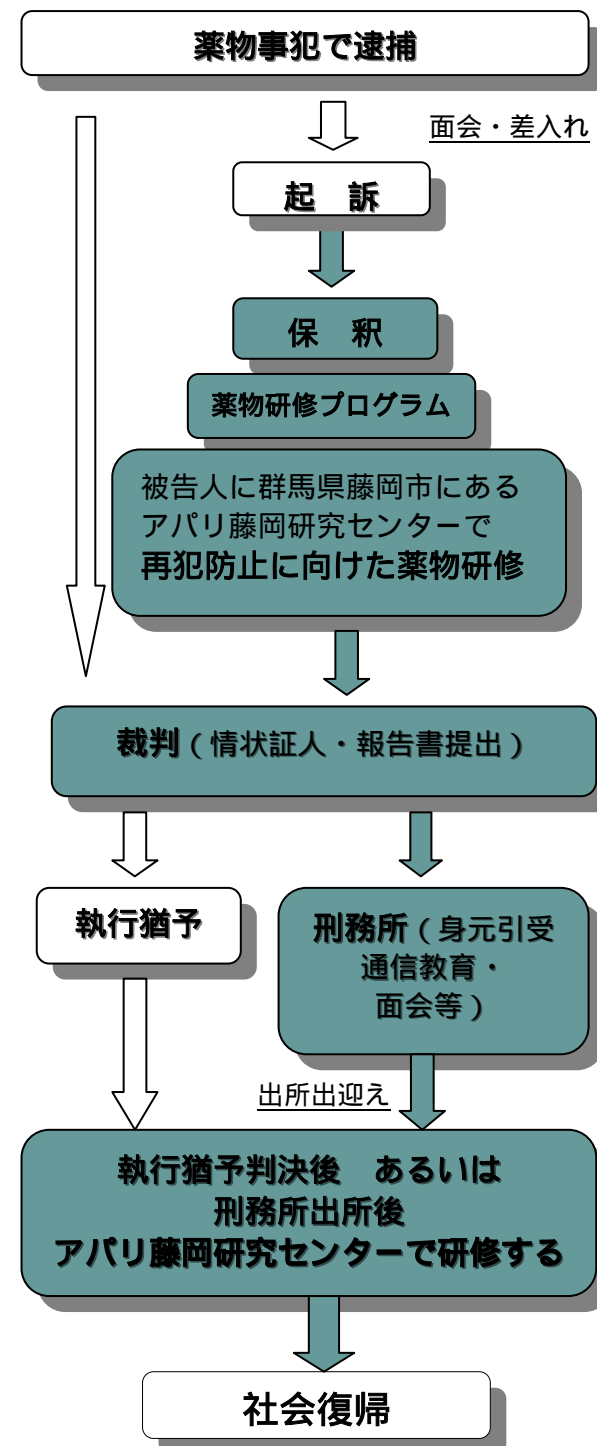 薬物事犯で逮捕
面会・差入れ
起　訴
保　釈
薬物研修プログラム
被告人に群馬県藤岡市にある
アパリ藤岡研究センターで
再犯防止に向けた薬物研修
裁判（情状証人・報告書提出）
執行猶予
刑務所（身元引受
通信教育・
面会等）
出所出迎え
執行猶予判決後　あるいは
刑務所出所後
アパリ藤岡研究センターで研修する
社会復帰